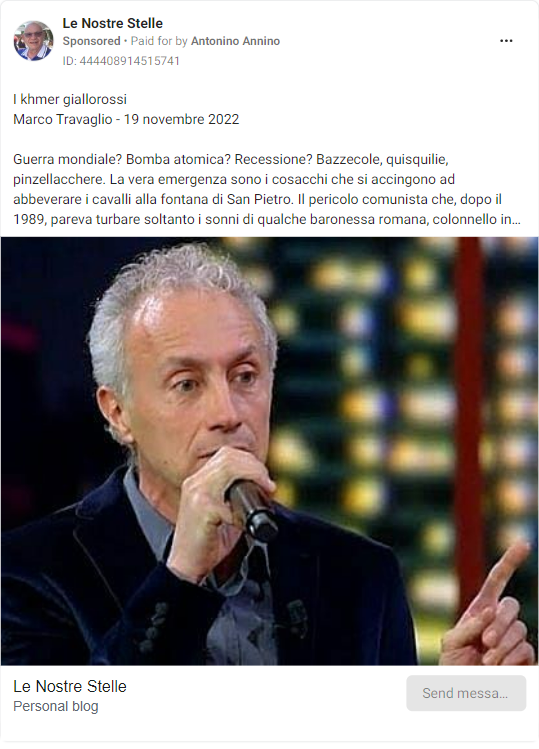 Le Nostre Stelle
Sponsored • Paid for by Antonino Annino
ID: 444408914515741
I khmer giallorossi
Marco Travaglio - 19 novembre 2022
Guerra mondiale? Bomba atomica? Recessione? Bazzecole, quisquilie,
pinzellacchere. La vera emergenza sono i cosacchi che si accingono ad
abbeverare i cavalli alla fontana di San Pietro. Il pericolo comunista che, dopo il
1989, pareva turbare soltanto i sonni di qualche baronessa romana, colonnello in...
Le Nostre Stelle
Personal blog
Send messa...